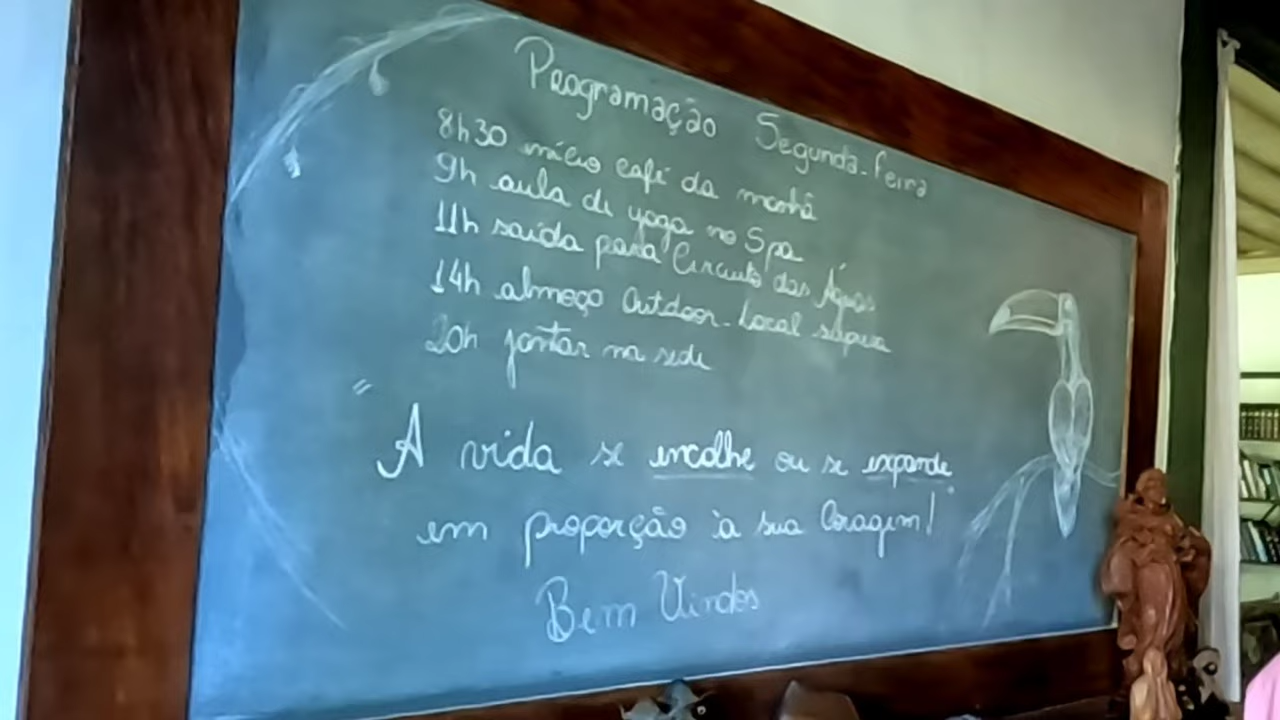 Programação Segunda-feira
8h30 início café da manhã
9h aula de yoga no Spa
11h saída para Circuito das Águas
14h almoço Outdoor - Local surpresa
20h jantar na sede
"A vida se encolhe ou se expande
em proporção à sua Coragem!"
Bem Vindos